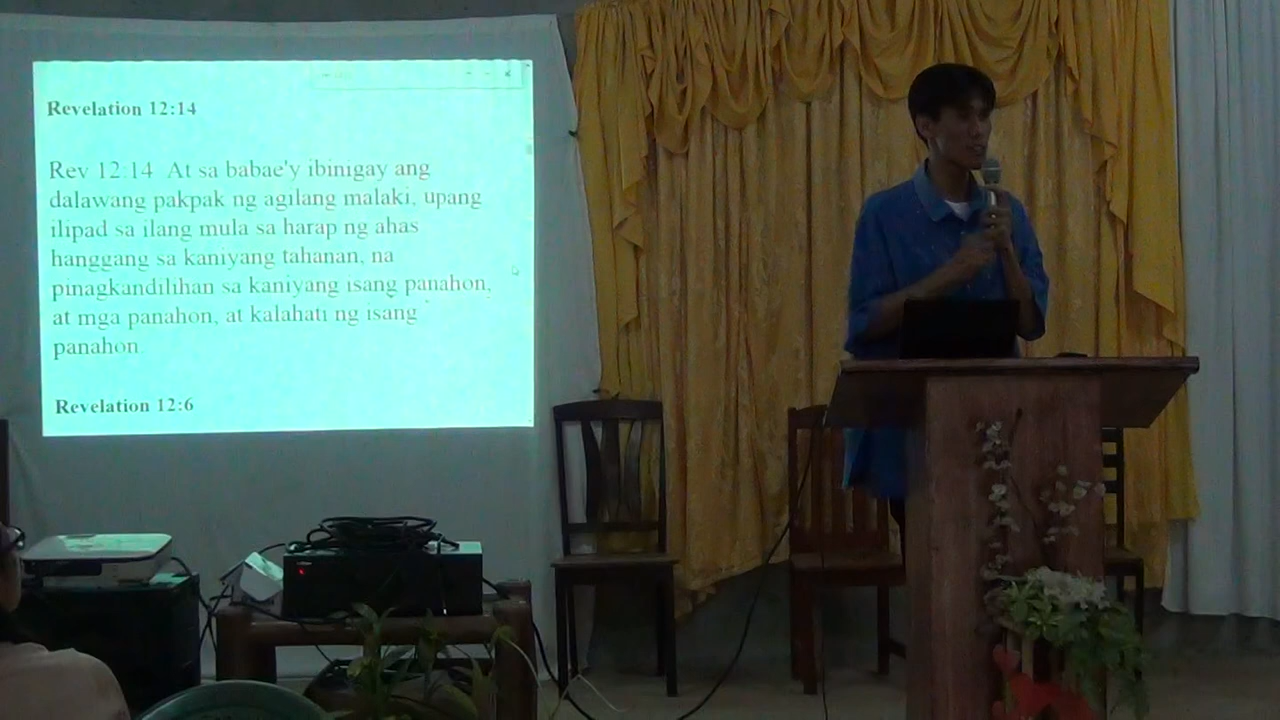 Revelation 12:14
Rev 12:14 At sa babae'y ibinigay ang
dalawang pakpak ng agilang malaki, upang
ilipad sa ilang mula sa harap ng ahas
hanggang sa kaniyang tahanan, na
pinagkandilihan sa kaniyang isang panahon,
at mga panahon, at kalahati ng isang
panahon.
Revelation 12:6